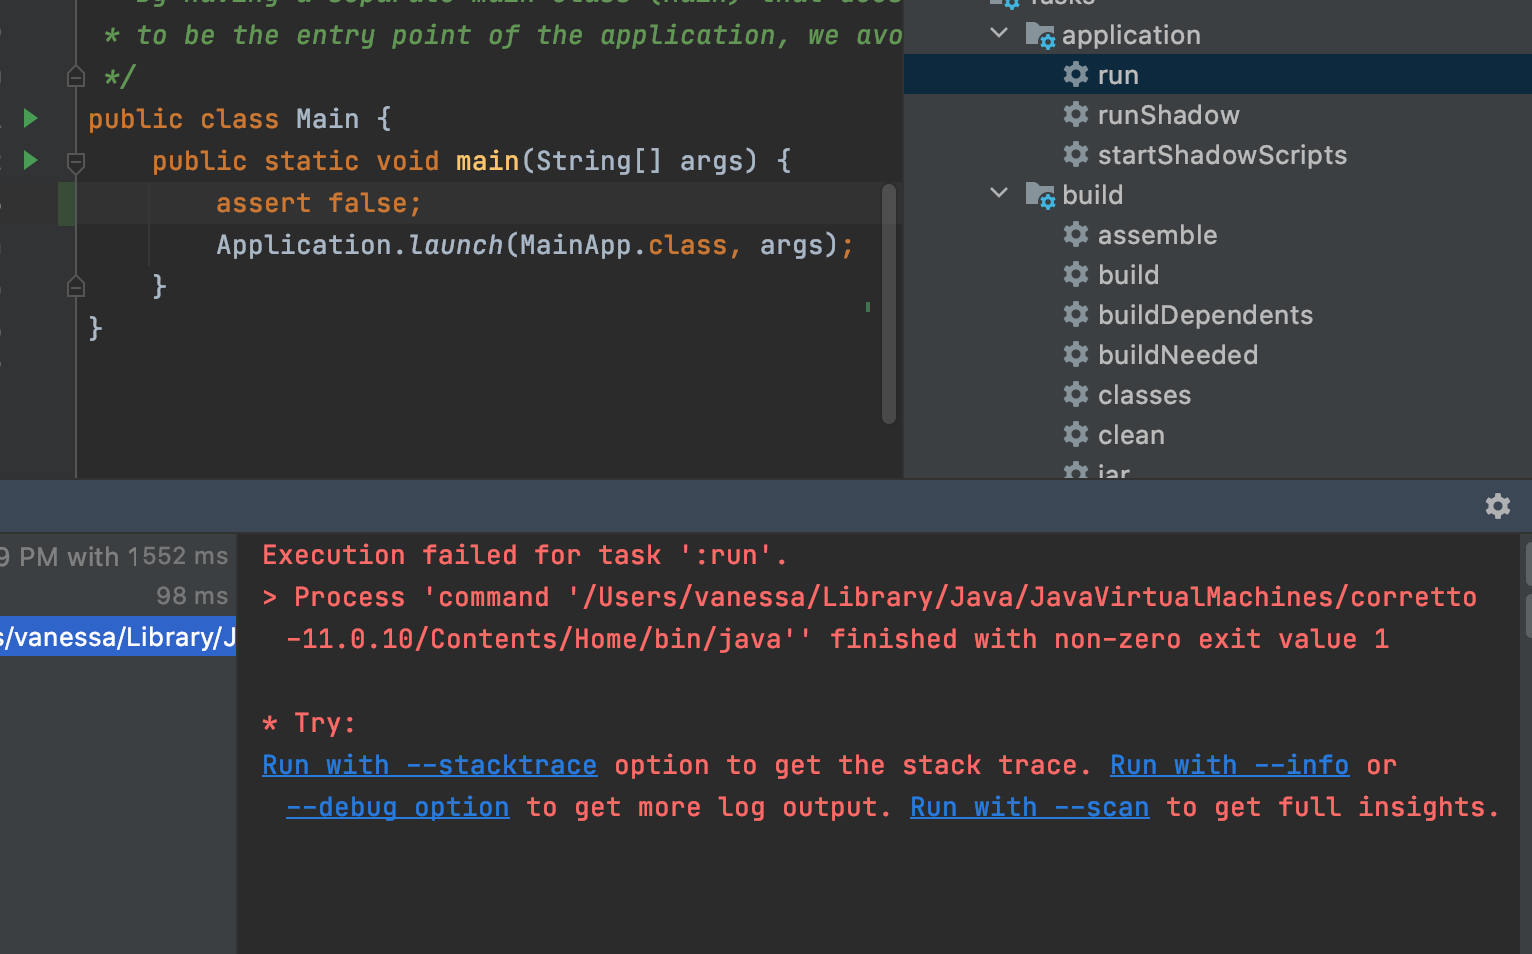 * to be the entry point of the application, we avo
*/
public class Main {
public static void main(String[] args) {
assert false;
Application.launch(MainApp.class, args);
}
}
Tasks
application
run
runShadow
startShadowScripts
build
assemble
build
buildDependents
buildNeeded
classes
clean
jar
9 PM with 1 552 ms
98 ms
s/vanessa/Library/J
Execution failed for task ':run'.
> Process 'command '/Users/vanessa/Library/Java/JavaVirtualMachines/corretto
-11.0.10/Contents/Home/bin/java'' finished with non-zero exit value 1
* Try:
Run with --stacktrace option to get the stack trace. Run with --info or
--debug option to get more log output. Run with --scan to get full insights.